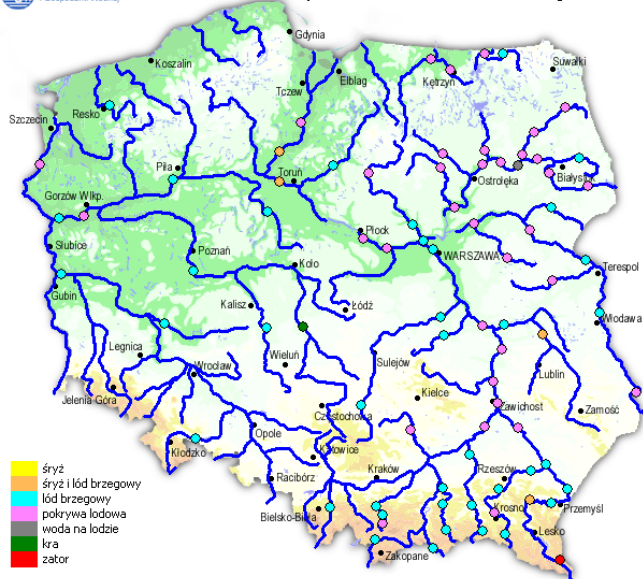 Gdynia
Koszalin
Suwałki
Elbląg
Kętrzyn
Tczew
Resko
Szczecin
Piła
Toruń
Ostrołęka
Białystok
Gorzów Wlkp.
Płock
Słubice
Poznań
WARSZAWA
Koło
Terespol
Gubin
Kalisz
Łódź
Włodawa
Legnica
Wieluń
Sulejów
Wrocław
Lublin
Jelenia Góra
Kielce
Zawichost
Zamość
Częstochowa
Opole
Kłodzko
Katowice
śryż
Racibórz
Kraków
Rzeszów
śryż i lód brzegowy
lód brzegowy
Bielsko-Biała
Krosno
Przemyśl
pokrywa lodowa
woda na lodzie
Lesko
kra
Zakopane
zator